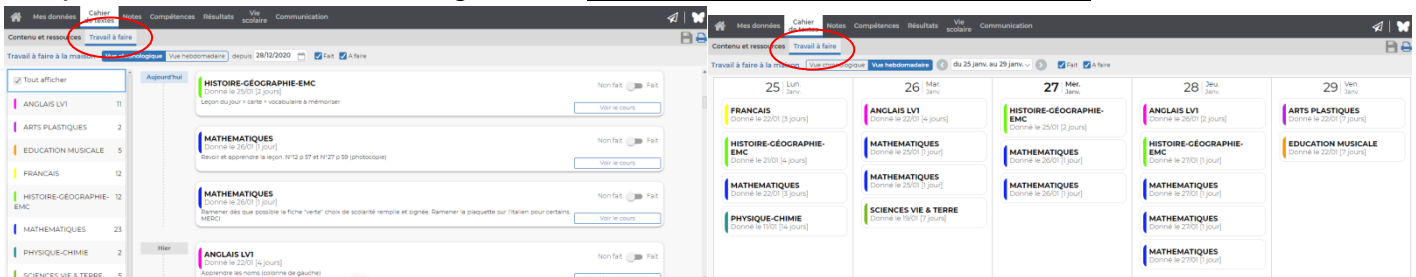 Mes données Cahier de textes Notes Compétences Résultats Vie scolaire Communication
Contenu et ressources Travail à faire
Travail à faire à la maison Vue chronologique Vue hebdomadaire depuis 28/12/2020 Fait A faire
Tout afficher
ANGLAIS LV1 11
ARTS PLASTIQUES 2
EDUCATION MUSICALE 5
FRANCAIS 12
HISTOIRE-GÉOGRAPHIE- 12
EMC
MATHEMATIQUES 23
PHYSIQUE-CHIMIE 2
SCIENCES VIE & TERRE 5
Aujourd'hui
HISTOIRE-GÉOGRAPHIE-EMC
Donné le 25/01 [2 jours]
Leçon du jour + carte + vocabulaire à mémoriser
Non fait Fait
Voir le cours
MATHEMATIQUES
Donné le 26/01 [1 jour]
Revoir et apprendre la leçon. N°12 p 57 et N°27 p 59 (photocopie)
Non fait Fait
Voir le cours
MATHEMATIQUES
Donné le 26/01 [1 jour]
Ramener dès que possible la fiche "verte" choix de scolarité remplie et signée. Ramener la plaquette sur l'italien pour certains.
MERCI
Non fait Fait
Voir le cours
Hier
ANGLAIS LV1
Donné le 22/01 [4 jours]
Apprendre les noms (colonne de gauche)
Non fait Fait
Mes données Cahier de textes Notes Compétences Résultats Vie scolaire Communication
Contenu et ressources Travail à faire
Travail à faire à la maison Vue chronologique Vue hebdomadaire du 25 janv. au 29 janv. Fait A faire
25 Lun. Janv.
FRANCAIS
Donné le 22/01 [3 jours]
HISTOIRE-GÉOGRAPHIE-
EMC
Donné le 21/01 [4 jours]
MATHEMATIQUES
Donné le 22/01 [3 jours]
PHYSIQUE-CHIMIE
Donné le 11/01 [14 jours]
26 Mar. Janv.
ANGLAIS LV1
Donné le 22/01 [4 jours]
MATHEMATIQUES
Donné le 25/01 [1 jour]
MATHEMATIQUES
Donné le 25/01 [1 jour]
SCIENCES VIE & TERRE
Donné le 19/01 [7 jours]
27 Mer. Janv.
HISTOIRE-GÉOGRAPHIE-
EMC
Donné le 25/01 [2 jours]
MATHEMATIQUES
Donné le 26/01 [1 jour]
MATHEMATIQUES
Donné le 26/01 [1 jour]
28 Jeu. Janv.
ANGLAIS LV1
Donné le 26/01 [2 jours]
HISTOIRE-GÉOGRAPHIE-
EMC
Donné le 27/01 [1 jour]
MATHEMATIQUES
Donné le 27/01 [1 jour]
MATHEMATIQUES
Donné le 27/01 [1 jour]
MATHEMATIQUES
Donné le 27/01 [1 jour]
29 Ven. Janv.
ARTS PLASTIQUES
Donné le 22/01 [7 jours]
EDUCATION MUSICALE
Donné le 22/01 [7 jours]